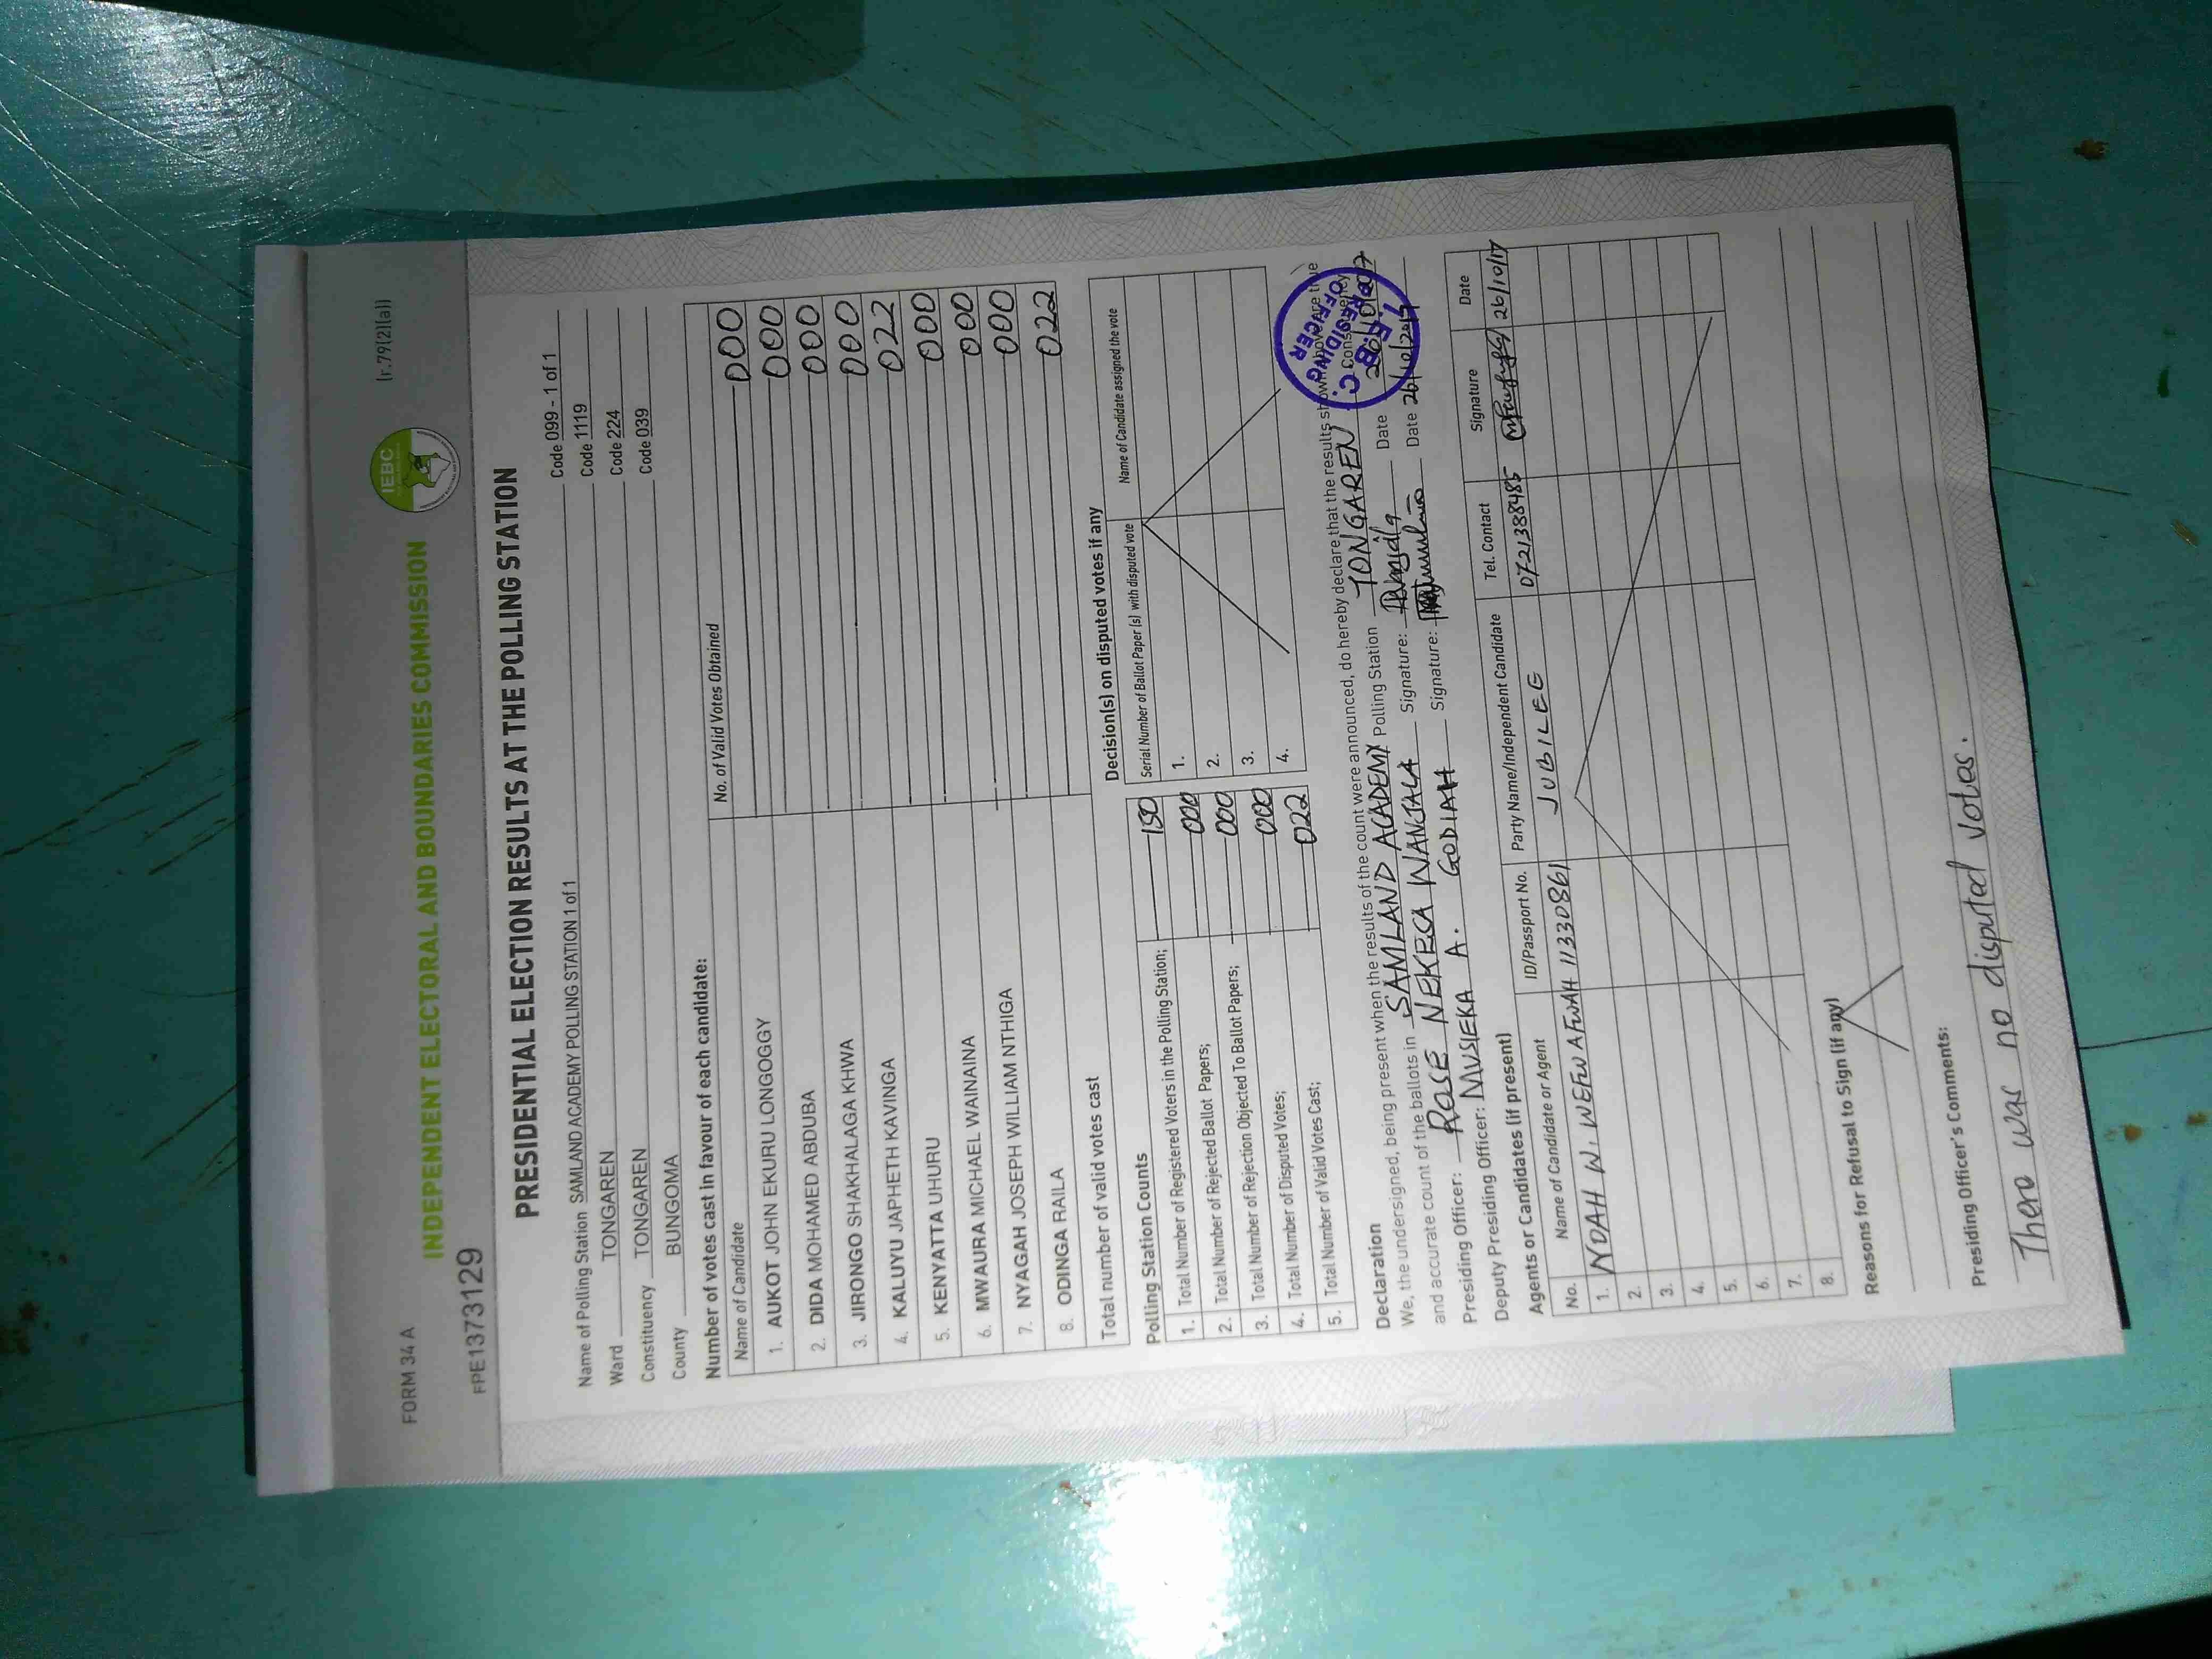 FORM 34 A
(r.79(2)(a))
IEBC
INDEPENDENT ELECTORAL AND BOUNDARIES COMMISSION
FPE1373129
PRESIDENTIAL ELECTION RESULTS AT THE POLLING STATION
Name of Polling Station SAMLAND ACADEMY POLLING STATION 1 of 1 Code 099 - 1 of 1
Ward TONGAREN Code 1119
Constituency TONGAREN Code 224
County BUNGOMA Code 039
Number of votes cast in favour of each candidate:
Name of Candidate No. of Valid Votes Obtained
1. AUKOT JOHN EKURU LONGOGGY 000
2. DIDA MOHAMED ABDUBA 000
3. JIRONGO SHAKHALAGA KHWA 000
4. KALUYU JAPHETH KAVINGA 000
5. KENYATTA UHURU 022
6. MWAURA MICHAEL WAINAINA 000
7. NYAGAH JOSEPH WILLIAM NTHIGA 000
8. ODINGA RAILA 000
Total number of valid votes cast 022
Polling Station Counts
1. Total Number of Registered Voters in the Polling Station; 150
2. Total Number of Rejected Ballot Papers; 000
3. Total Number of Rejection Objected To Ballot Papers; 000
4. Total Number of Disputed Votes; 000
5. Total Number of Valid Votes Cast; 022
Decision(s) on disputed votes if any
Serial Number of Ballot Paper (s) with disputed vote Name of Candidate assigned the vote
1.
2.
3.
4.
Declaration
We, the undersigned, being present when the results of the count were announced, do hereby declare that the results shown above are true
and accurate count of the ballots in SAMLAND ACADEMY Polling Station TONGAREN Constituency
Presiding Officer: ROSE NEKESA WANJALA Signature: Date 26/10/2017
Deputy Presiding Officer: MUSIEKA A. GODIAH Signature: Date 26/10/2017
I.E.B.C.
PRESIDING
OFFICER
Agents or Candidates (if present)
No. Name of Candidate or Agent ID/Passport No. Party Name/Independent Candidate Tel. Contact Signature Date
1. NOAH W. WEFWAFWAH 11330861 JUBILEE 0721388485 26/10/17
2.
3.
4.
5.
6.
7.
8.
Reasons for Refusal to Sign (if any)
Presiding Officer's Comments:
There was no disputed votes.